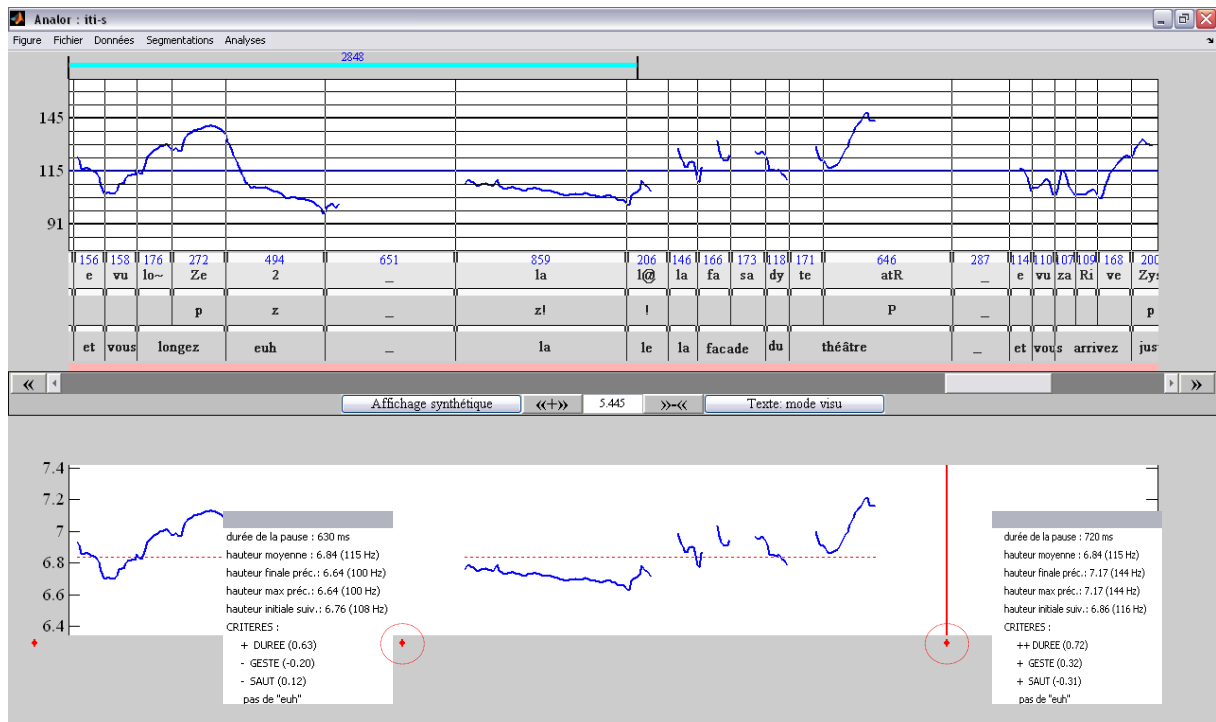 Analor : iti-s
Figure Fichier Données Segmentations Analyses
2848
145
115
91
156 158 176 272 494 651 859 206 146 166 173 118 171 646 287 114 110 107 109 168 200
e vu lo~ Ze 2 _ la l@ la fa sa dy te atR _ e vu za Ri ve Zys
p z _ z! ! P _ p
et vous longez euh _ la le la facade du théâtre _ et vous arrivez jus
« »
Affichage synthétique «+» 5.445 »-« Texte: mode visu
7.4
7.2
7
6.8
6.6
6.4
durée de la pause : 630 ms
hauteur moyenne : 6.84 (115 Hz)
hauteur finale préc.: 6.64 (100 Hz)
hauteur max préc.: 6.64 (100 Hz)
hauteur initiale suiv.: 6.76 (108 Hz)
CRITERES :
+ DUREE (0.63)
- GESTE (-0.20)
- SAUT (0.12)
pas de "euh"
durée de la pause : 720 ms
hauteur moyenne : 6.84 (115 Hz)
hauteur finale préc.: 7.17 (144 Hz)
hauteur max préc.: 7.17 (144 Hz)
hauteur initiale suiv.: 6.86 (116 Hz)
CRITERES :
++ DUREE (0.72)
+ GESTE (0.32)
+ SAUT (-0.31)
pas de "euh"